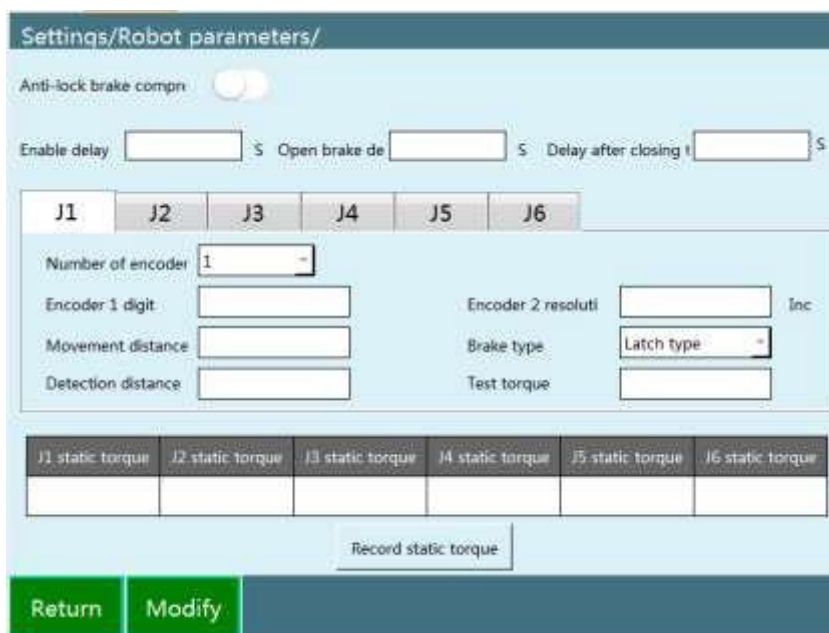 Settings/Robot parameters/
Anti-lock brake compn
Enable delay S Open brake de S Delay after closing t S
J1 J2 J3 J4 J5 J6
Number of encoder 1
Encoder 1 digit Encoder 2 resoluti Inc
Movement distance Brake type Latch type
Detection distance Test torque
J1 static torque J2 static torque J3 static torque J4 static torque J5 static torque J6 static torque
Record static torque
Return Modify